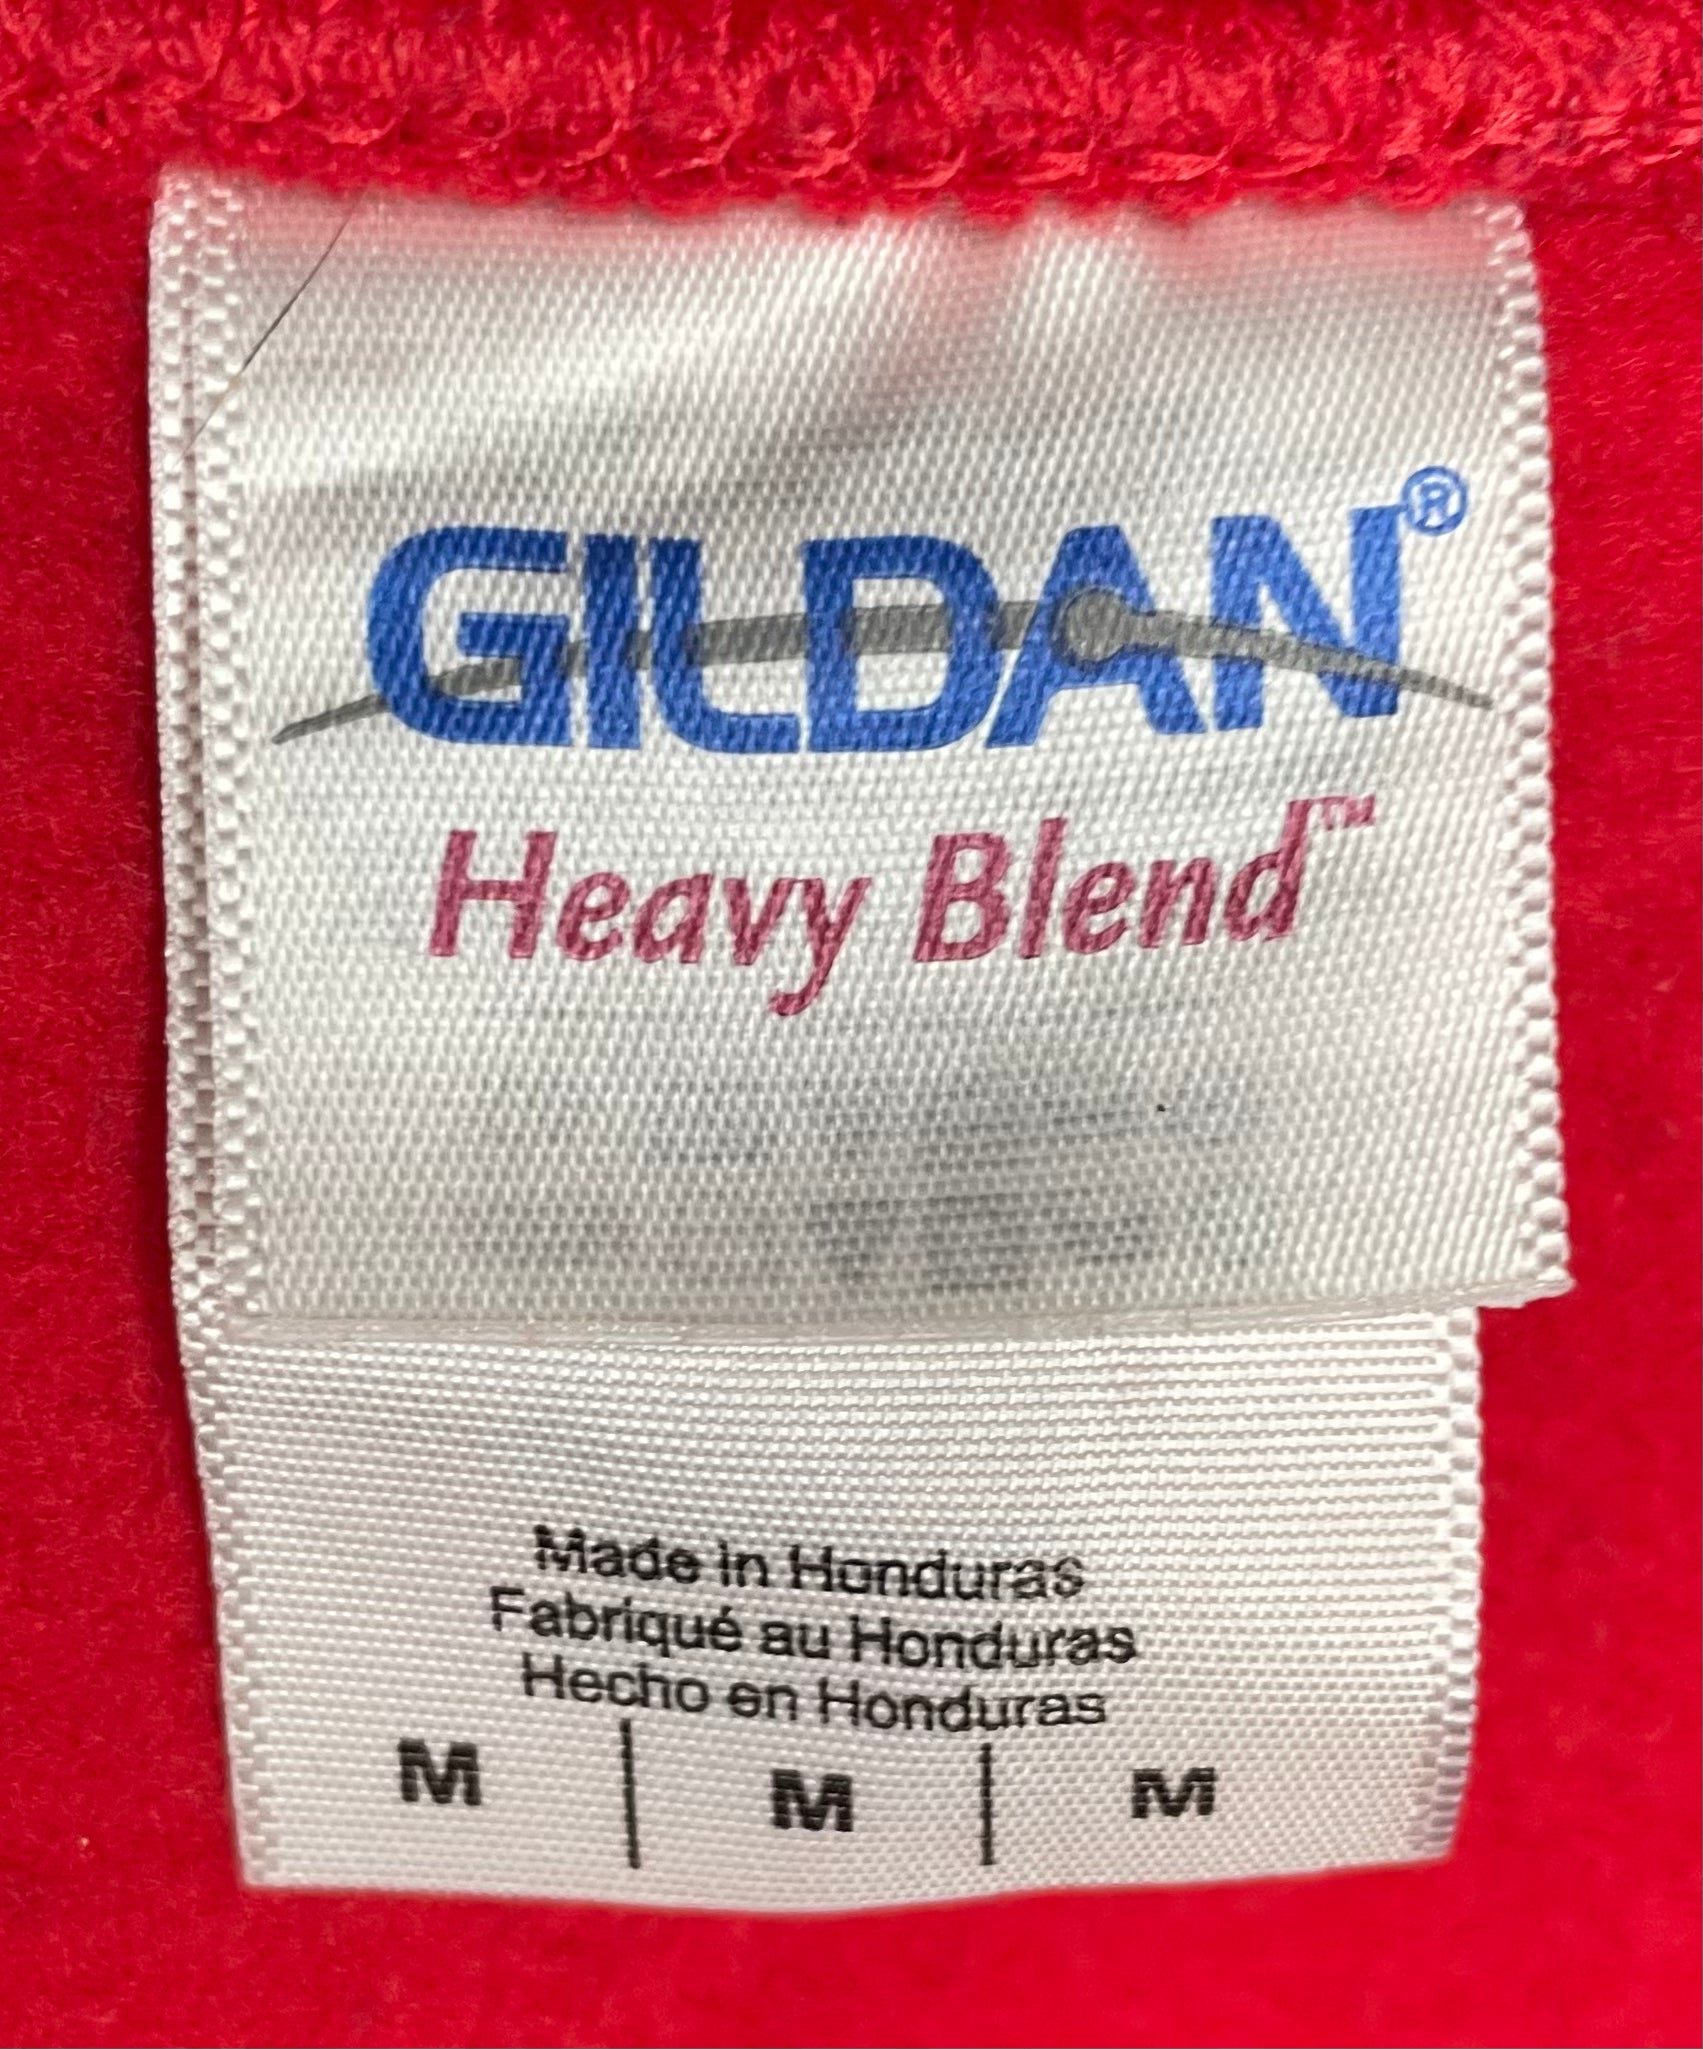 GILDAN®
Heavy Blend™
Made in Honduras
Fabriqué au Honduras
Hecho en Honduras
M | M | M